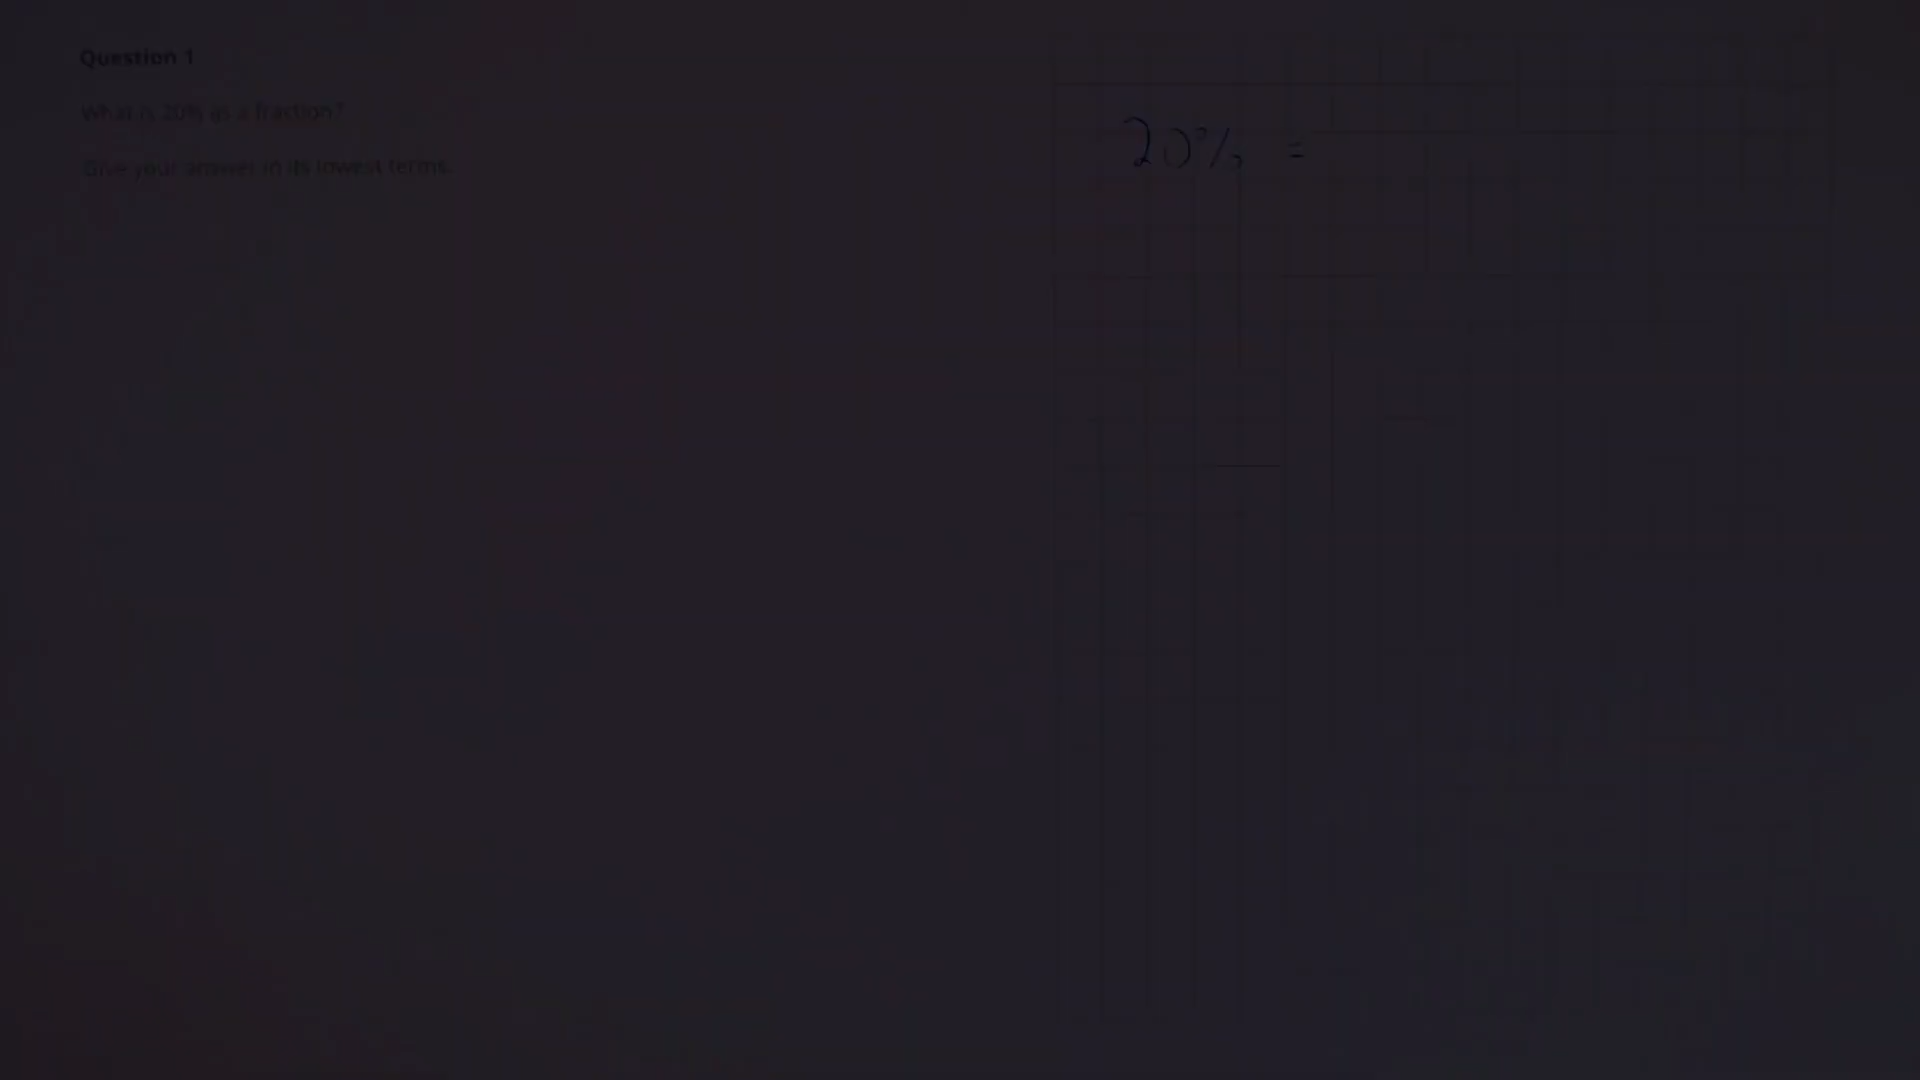 Question 1
What is 20% as a fraction?
Give your answer in its lowest terms.
20% =